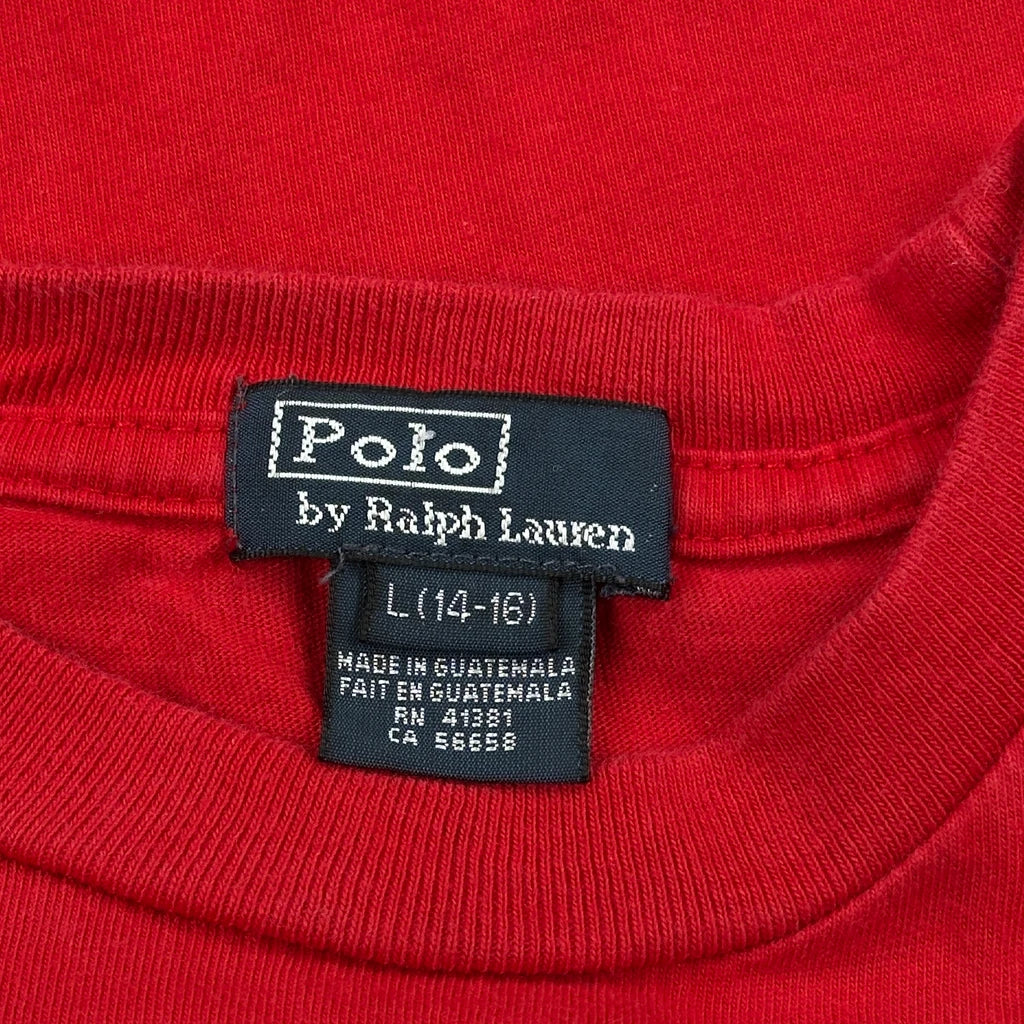 Polo
by Ralph Lauren
L (14-16)
MADE IN GUATEMALA
FAIT EN GUATEMALA
RN 41381
CA 56658